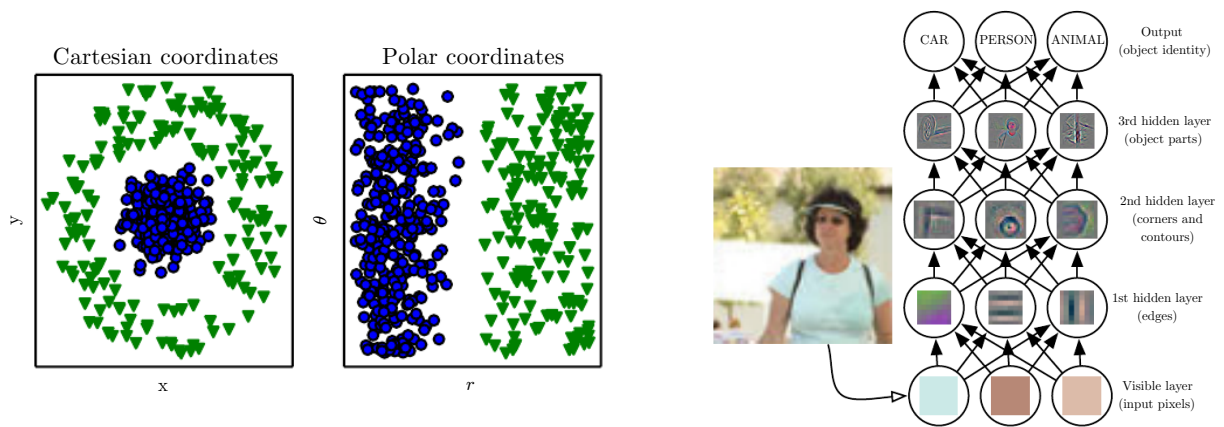 Cartesian coordinates
y
x
Polar coordinates
θ
r
CAR
PERSON
ANIMAL
Output
(object identity)
3rd hidden layer
(object parts)
2nd hidden layer
(corners and
contours)
1st hidden layer
(edges)
Visible layer
(input pixels)